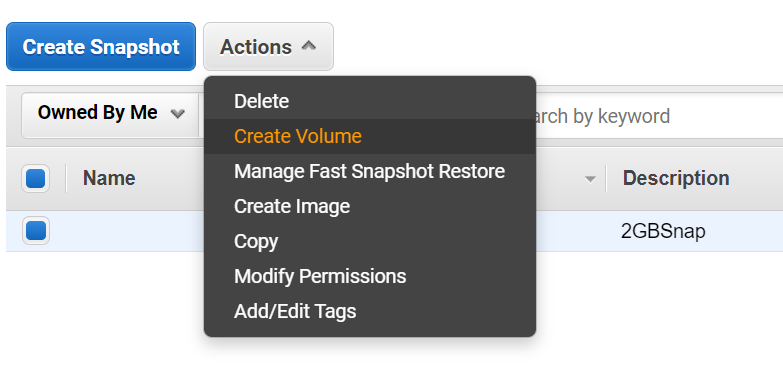 Create Snapshot Actions
Delete
Owned By Me arch by keyword
Create Volume
Manage Fast Snapshot Restore
Name Description
Create Image
2GBSnap
Copy
Modify Permissions
Add/Edit Tags